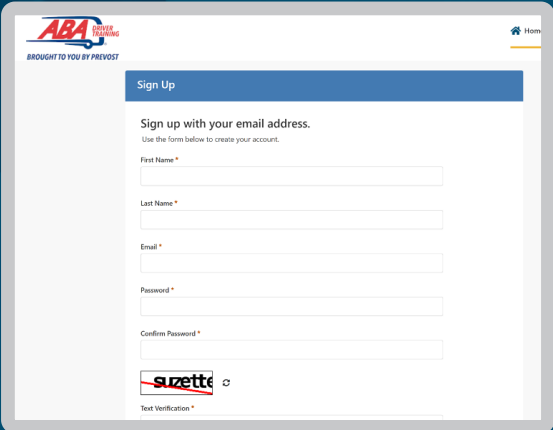 ABA DRIVER TRAINING
BROUGHT TO YOU BY PREVOST
Sign Up
Sign up with your email address.
Use the form below to create your account.
First Name *
Last Name *
Email *
Password *
Confirm Password *
suzette
Text Verification *